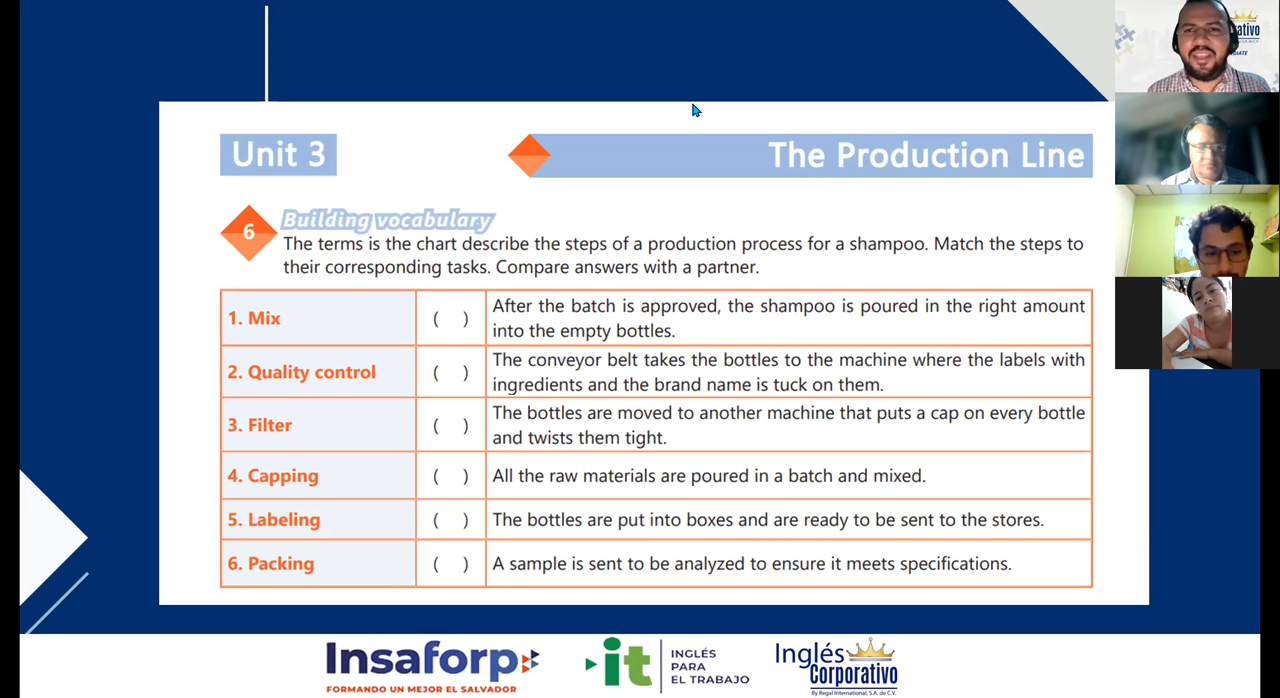 Unit 3
The Production Line
6
Building vocabulary
The terms is the chart describe the steps of a production process for a shampoo. Match the steps to
their corresponding tasks. Compare answers with a partner.
1. Mix ( ) After the batch is approved, the shampoo is poured in the right amount
into the empty bottles.
2. Quality control ( ) The conveyor belt takes the bottles to the machine where the labels with
ingredients and the brand name is tuck on them.
3. Filter ( ) The bottles are moved to another machine that puts a cap on every bottle
and twists them tight.
4. Capping ( ) All the raw materials are poured in a batch and mixed.
5. Labeling ( ) The bottles are put into boxes and are ready to be sent to the stores.
6. Packing ( ) A sample is sent to be analyzed to ensure it meets specifications.
Insaforp
FORMANDO UN MEJOR EL SALVADOR
it
INGLÉS
PARA
EL TRABAJO
Inglés
Corporativo
By Regal International, S.A. de C.V.